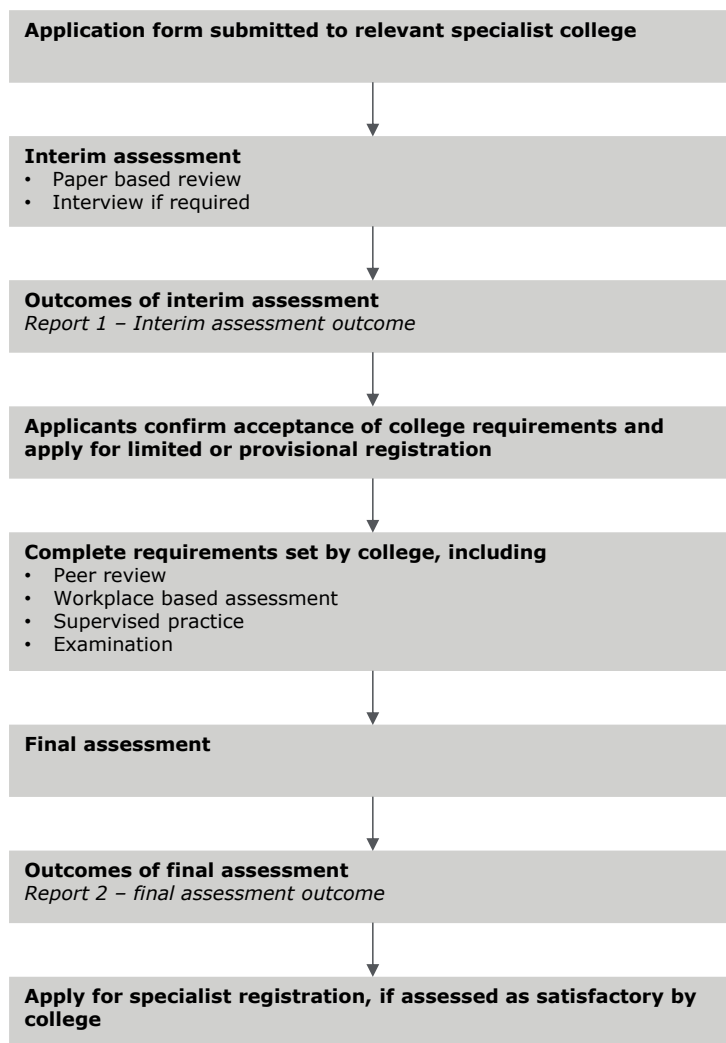 Application form submitted to relevant specialist college
Interim assessment
• Paper based review
• Interview if required
Outcomes of interim assessment
Report 1 – Interim assessment outcome
Applicants confirm acceptance of college requirements and
apply for limited or provisional registration
Complete requirements set by college, including
• Peer review
• Workplace based assessment
• Supervised practice
• Examination
Final assessment
Outcomes of final assessment
Report 2 – final assessment outcome
Apply for specialist registration, if assessed as satisfactory by
college